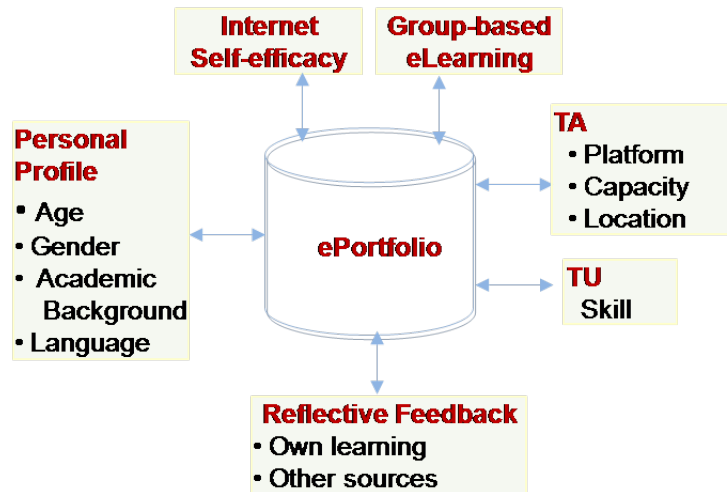 Internet
Self-efficacy
Group-based
eLearning
Personal
Profile
• Age
• Gender
• Academic
Background
• Language
ePortfolio
TA
• Platform
• Capacity
• Location
TU
Skill
Reflective Feedback
• Own learning
• Other sources